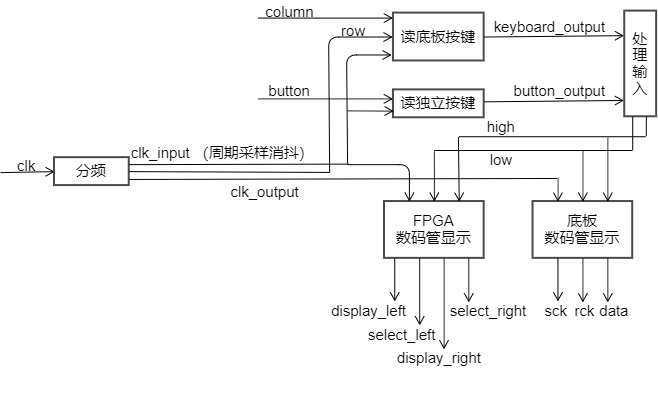 column
row
读底板按键
keyboard_output
处
理
输
入
button
读独立按键
button_output
high
low
clk
分频
clk_input （周期采样消抖）
clk_output
FPGA
数码管显示
底板
数码管显示
display_left
select_left
display_right
select_right
sck
rck
data